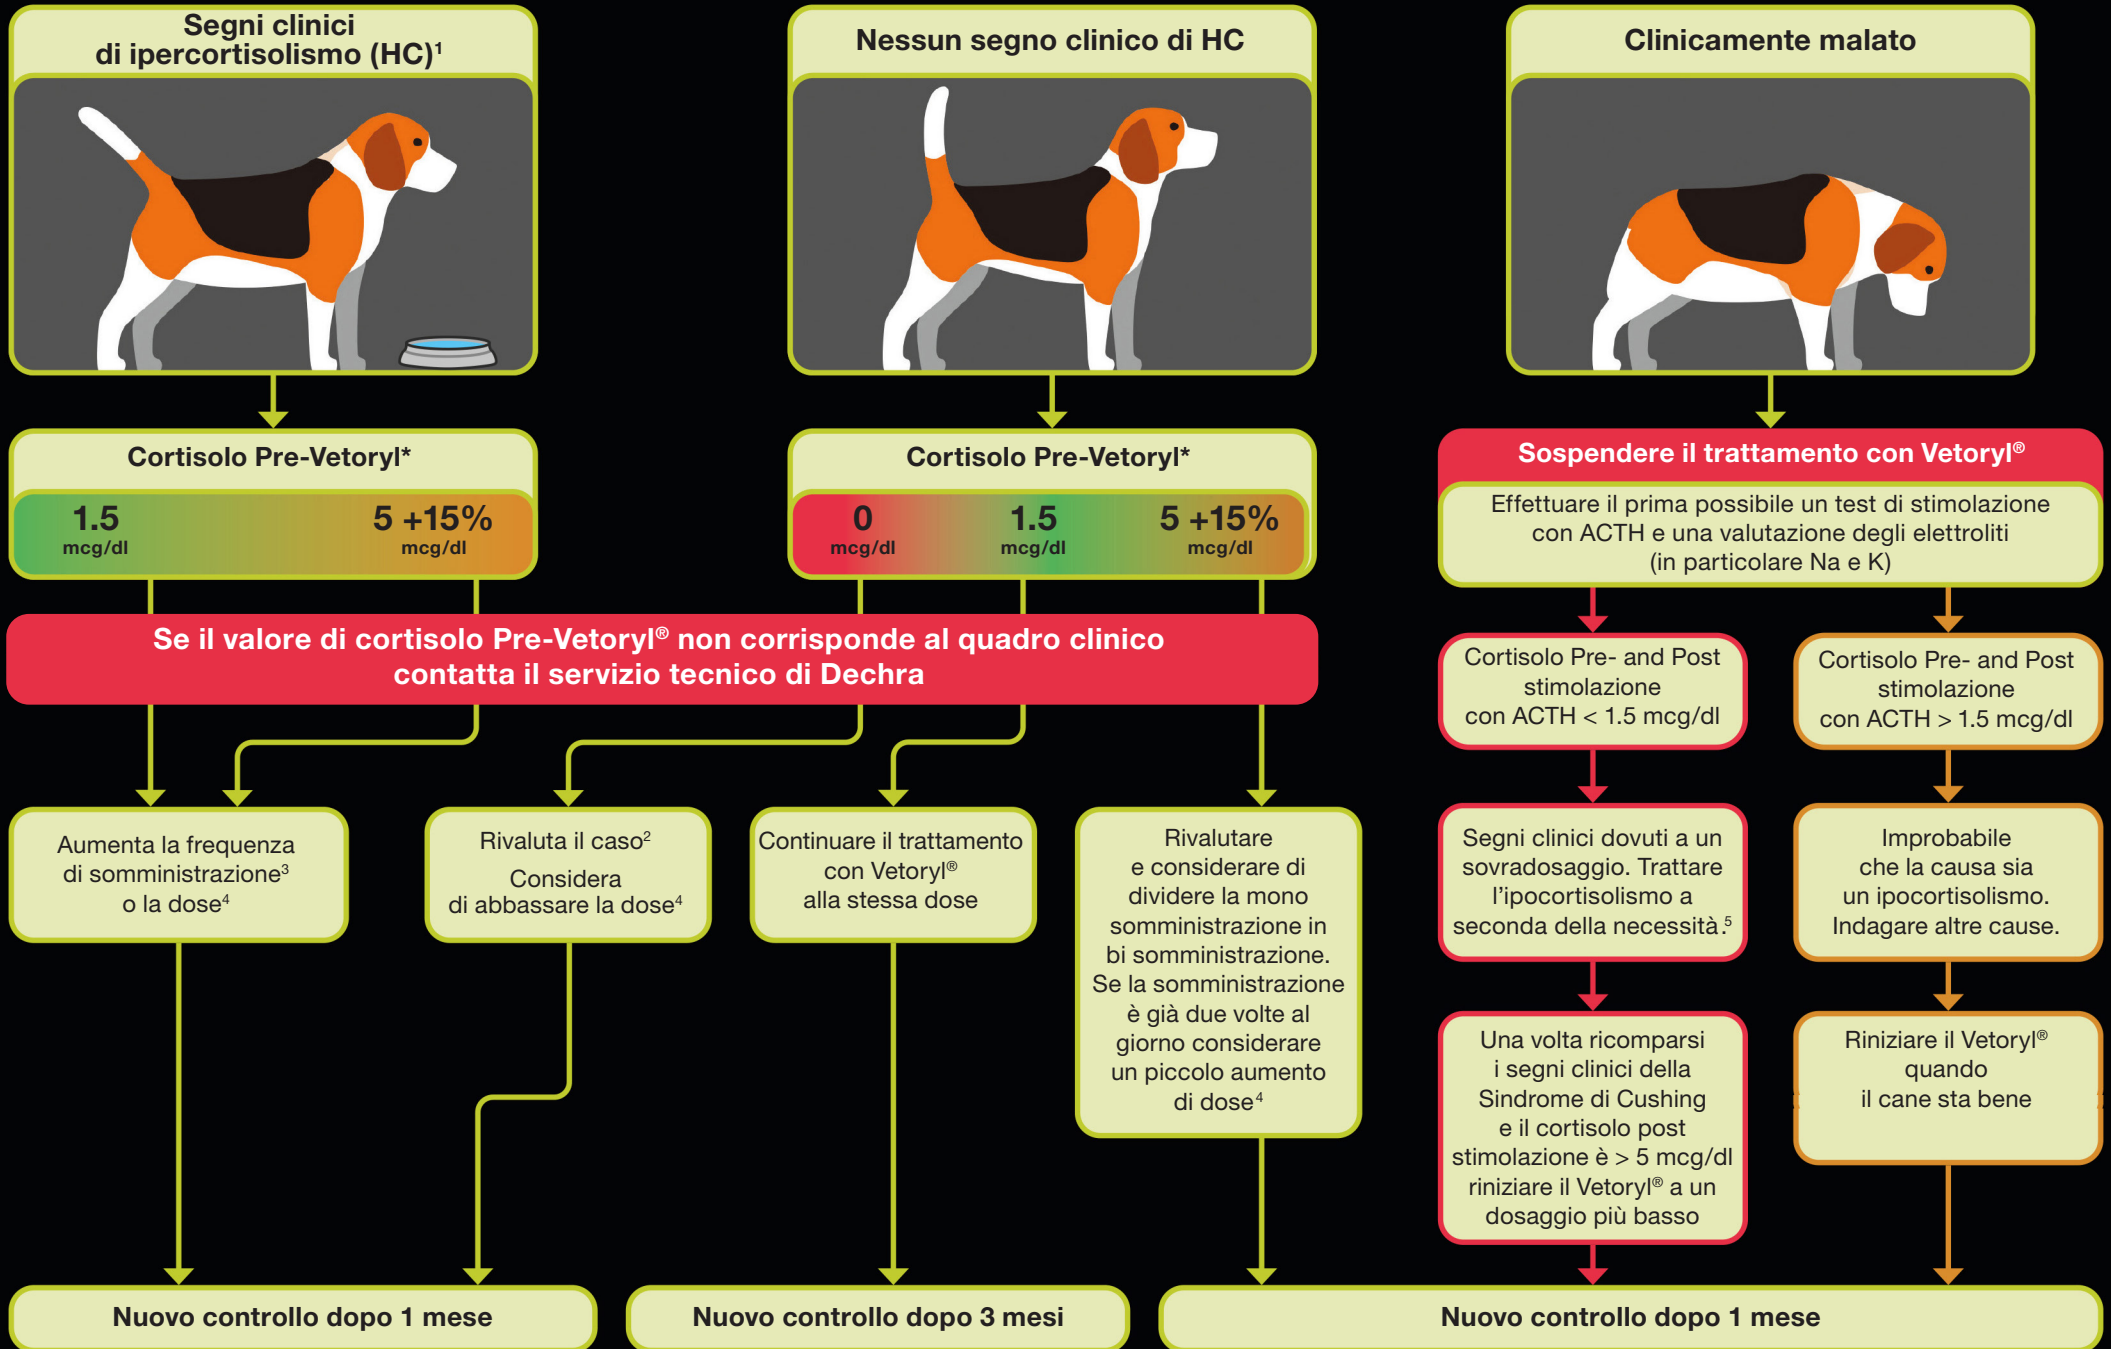 Segni clinici
di ipercortisolismo (HC)¹
Nessun segno clinico di HC
Clinicamente malato
Cortisolo Pre-Vetoryl*
1.5
mcg/dl
5 +15%
mcg/dl
Cortisolo Pre-Vetoryl*
0
mcg/dl
1.5
mcg/dl
5 +15%
mcg/dl
Sospendere il trattamento con Vetoryl®
Effettuare il prima possibile un test di stimolazione
con ACTH e una valutazione degli elettroliti
(in particolare Na e K)
Se il valore di cortisolo Pre-Vetoryl® non corrisponde al quadro clinico
contatta il servizio tecnico di Dechra
Cortisolo Pre- and Post
stimolazione
con ACTH < 1.5 mcg/dl
Cortisolo Pre- and Post
stimolazione
con ACTH > 1.5 mcg/dl
Aumenta la frequenza
di somministrazione³
o la dose⁴
Rivaluta il caso²
Considera
di abbassare la dose⁴
Continuare il trattamento
con Vetoryl®
alla stessa dose
Rivalutare
e considerare di
dividere la mono
somministrazione in
bi somministrazione.
Se la somministrazione
è già due volte al
giorno considerare
un piccolo aumento
di dose⁴
Segni clinici dovuti a un
sovradosaggio. Trattare
l'ipocortisolismo a
seconda della necessità.⁵
Improbabile
che la causa sia
un ipocortisolismo.
Indagare altre cause.
Una volta ricomparsi
i segni clinici della
Sindrome di Cushing
e il cortisolo post
stimolazione è > 5 mcg/dl
riniziare il Vetoryl® a un
dosaggio più basso
Riniziare il Vetoryl®
quando
il cane sta bene
Nuovo controllo dopo 1 mese
Nuovo controllo dopo 3 mesi
Nuovo controllo dopo 1 mese